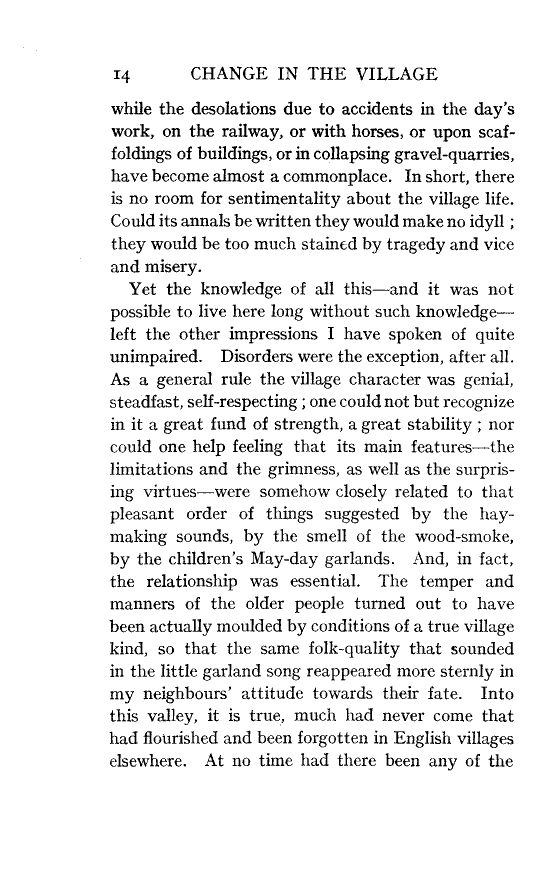 14 CHANGE IN THE VILLAGE
while the desolations due to accidents in the day's
work, on the railway, or with horses, or upon scaf-
foldings of buildings, or in collapsing gravel-quarries,
have become almost a commonplace. In short, there
is no room for sentimentality about the village life.
Could its annals be written they would make no idyll ;
they would be too much stained by tragedy and vice
and misery.
Yet the knowledge of all this—and it was not
possible to live here long without such knowledge—
left the other impressions I have spoken of quite
unimpaired. Disorders were the exception, after all.
As a general rule the village character was genial,
steadfast, self-respecting ; one could not but recognize
in it a great fund of strength, a great stability ; nor
could one help feeling that its main features—the
limitations and the grimness, as well as the surpris-
ing virtues—were somehow closely related to that
pleasant order of things suggested by the hay-
making sounds, by the smell of the wood-smoke,
by the children's May-day garlands. And, in fact,
the relationship was essential. The temper and
manners of the older people turned out to have
been actually moulded by conditions of a true village
kind, so that the same folk-quality that sounded
in the little garland song reappeared more sternly in
my neighbours' attitude towards their fate. Into
this valley, it is true, much had never come that
had flourished and been forgotten in English villages
elsewhere. At no time had there been any of the